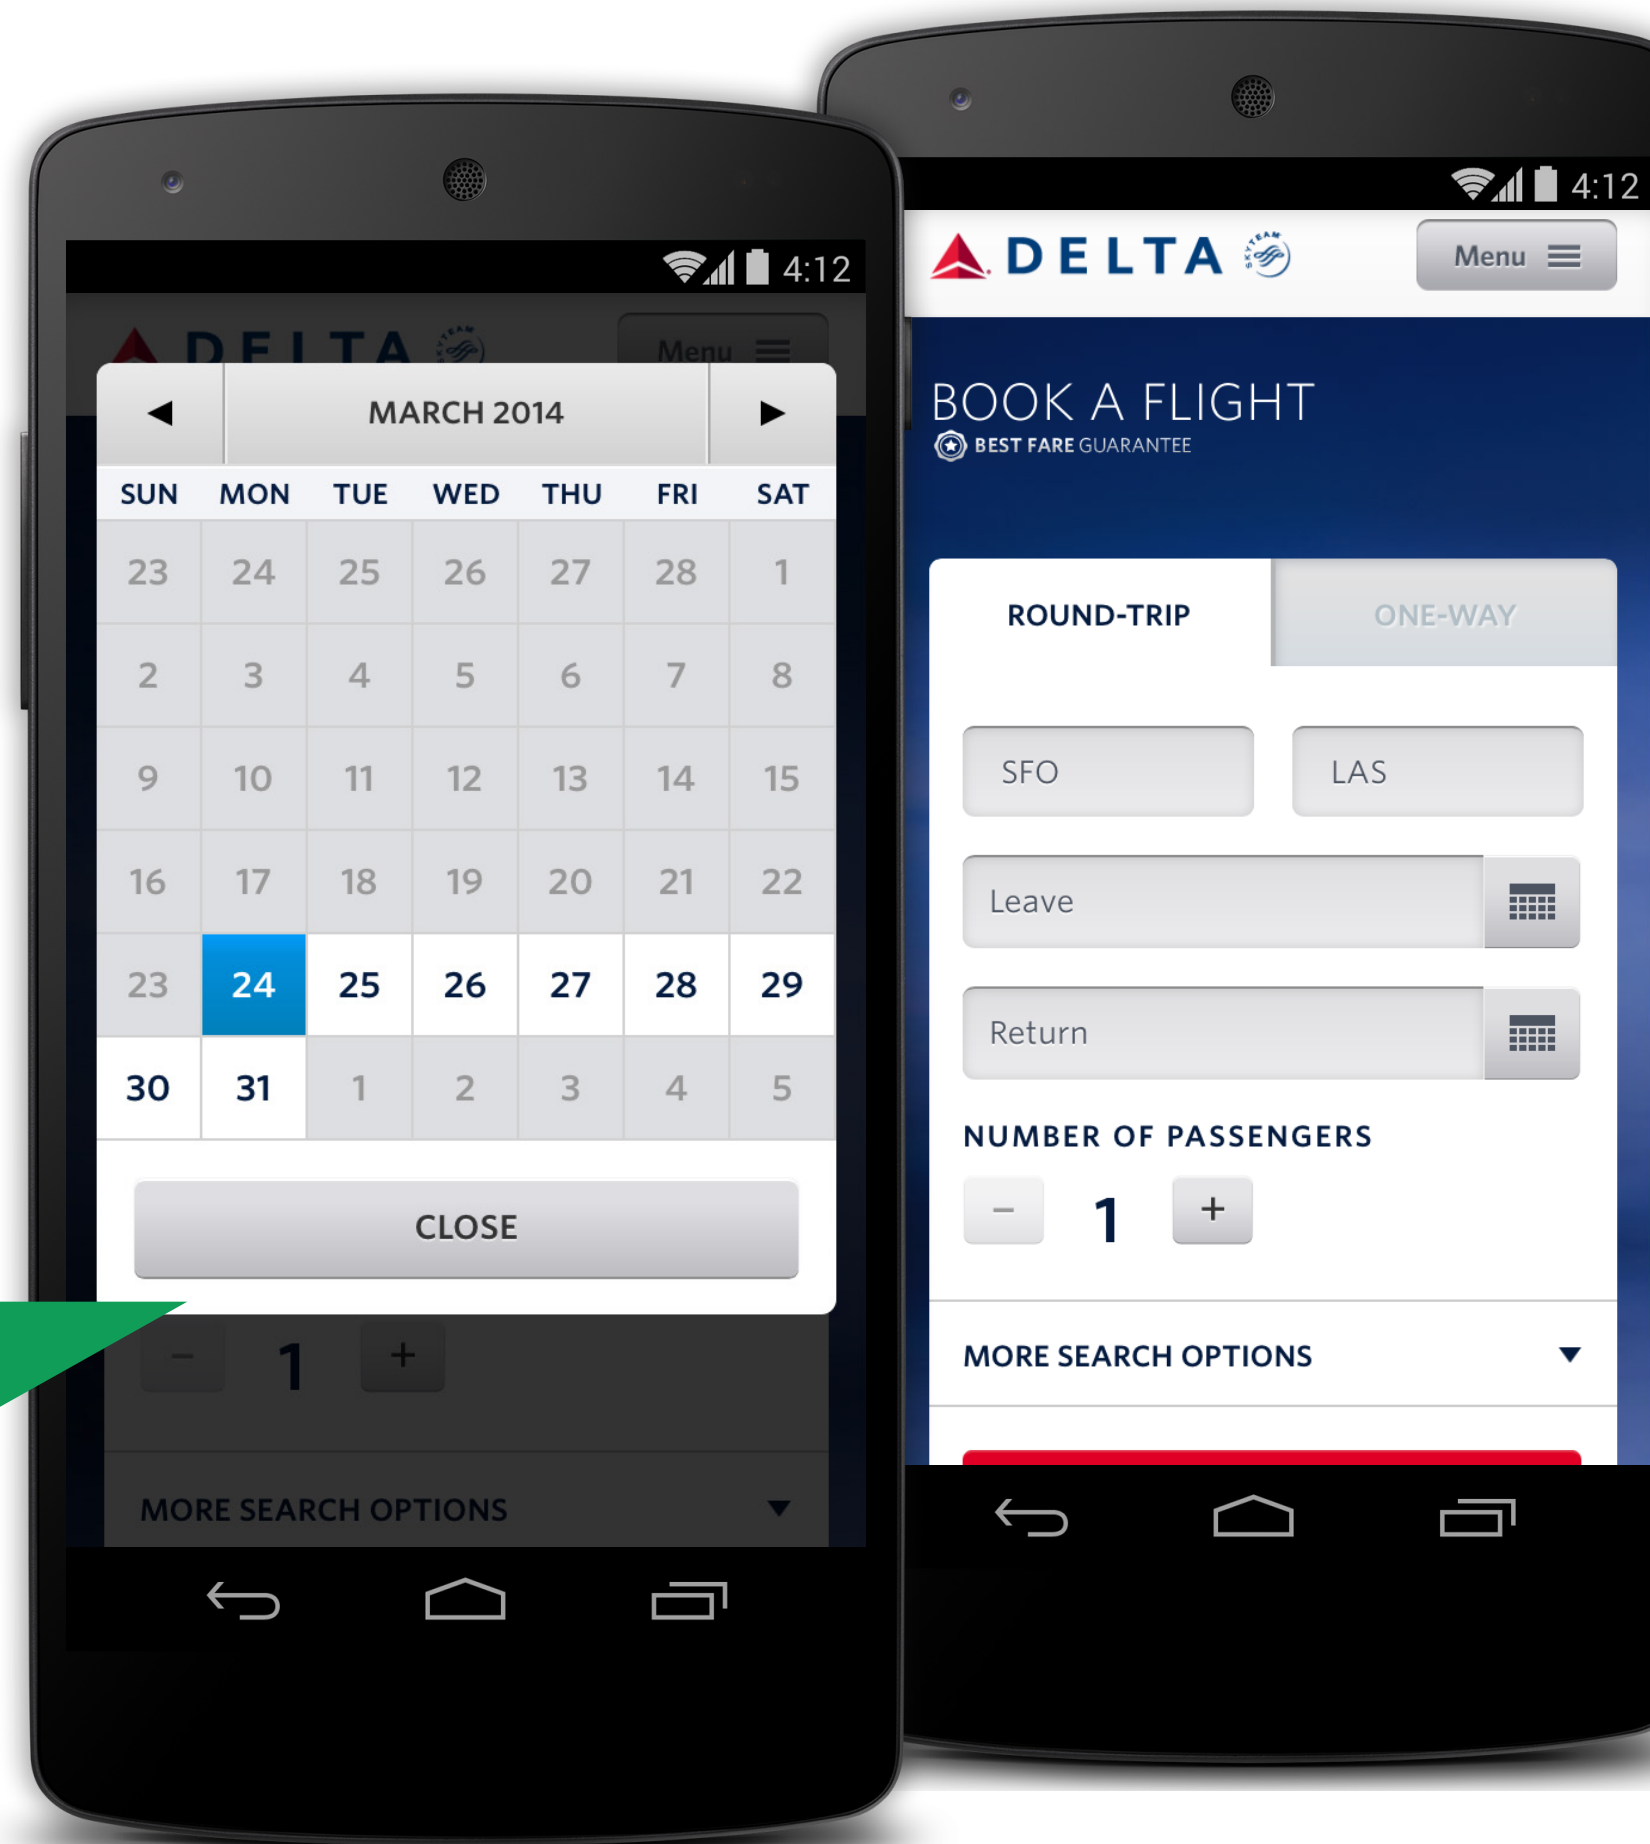 4:12
DELTA
Menu
MARCH 2014
SUN MON TUE WED THU FRI SAT
23 24 25 26 27 28 1
2 3 4 5 6 7 8
9 10 11 12 13 14 15
16 17 18 19 20 21 22
23 24 25 26 27 28 29
30 31 1 2 3 4 5
CLOSE
- 1 +
MORE SEARCH OPTIONS
4:12
DELTA SKYTEAM
Menu
BOOK A FLIGHT
BEST FARE GUARANTEE
ROUND-TRIP ONE-WAY
SFO LAS
Leave
Return
NUMBER OF PASSENGERS
- 1 +
MORE SEARCH OPTIONS